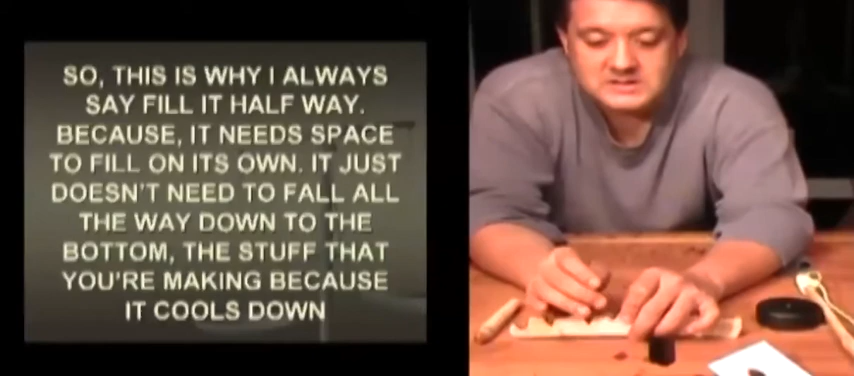 SO, THIS IS WHY I ALWAYS
SAY FILL IT HALF WAY.
BECAUSE, IT NEEDS SPACE
TO FILL ON ITS OWN. IT JUST
DOESN'T NEED TO FALL ALL
THE WAY DOWN TO THE
BOTTOM, THE STUFF THAT
YOU'RE MAKING BECAUSE
IT COOLS DOWN